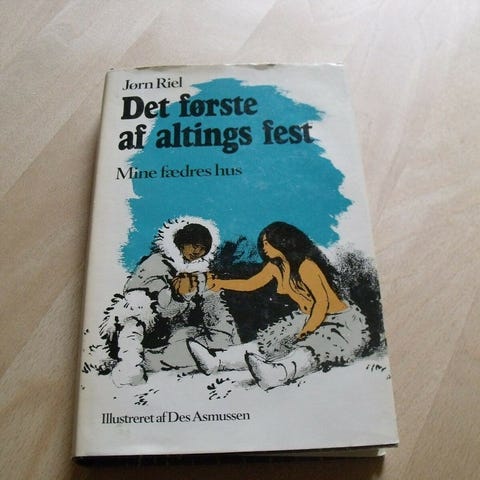 Jørn Riel
Det første
af altings fest
Mine fædres hus
Illustreret af Des Asmussen